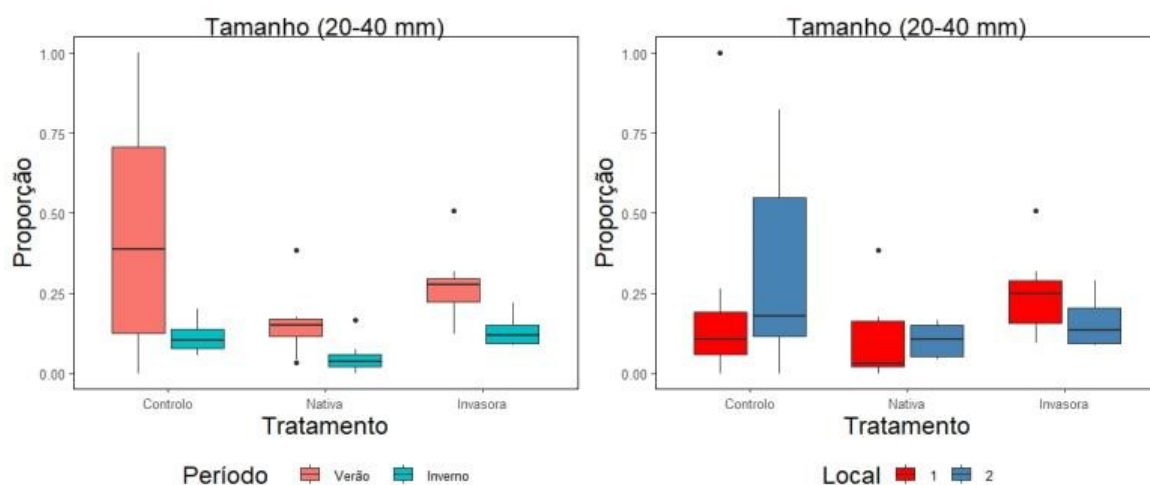 Tamanho (20-40 mm)
1.00
0.75
0.50
0.25
0.00
Proporção
Controlo Nativa Invasora
Tratamento
Período Verão Inverno
Tamanho (20-40 mm)
1.00
0.75
0.50
0.25
0.00
Proporção
Controlo Nativa Invasora
Tratamento
Local 1 2